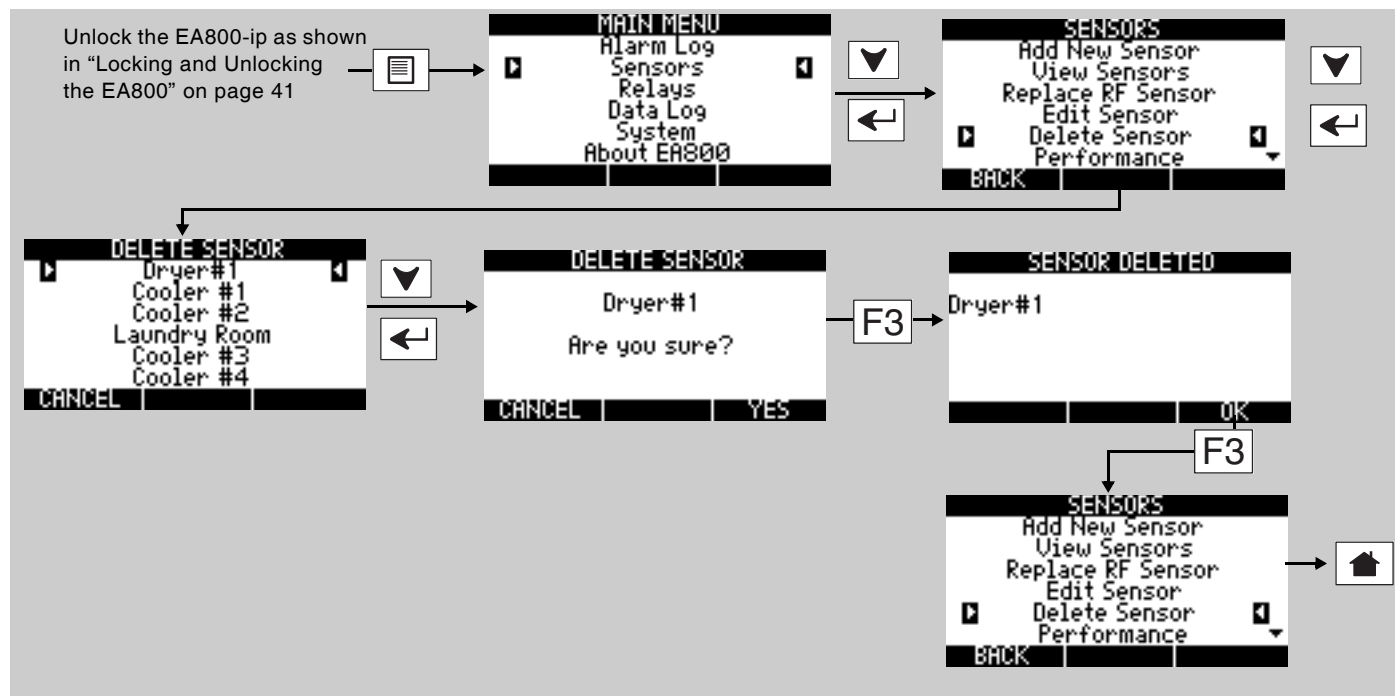 Unlock the EA800-ip as shown
in “Locking and Unlocking
the EA800” on page 41
MAIN MENU
Alarm Log
Sensors
Relays
Data Log
System
About EA800
SENSORS
Add New Sensor
View Sensors
Replace RF Sensor
Edit Sensor
Delete Sensor
Performance
BACK
DELETE SENSOR
Dryer#1
Cooler #1
Cooler #2
Laundry Room
Cooler #3
Cooler #4
CANCEL
DELETE SENSOR
Dryer#1
Are you sure?
CANCEL YES
F3
SENSOR DELETED
Dryer#1
OK
F3
SENSORS
Add New Sensor
View Sensors
Replace RF Sensor
Edit Sensor
Delete Sensor
Performance
BACK